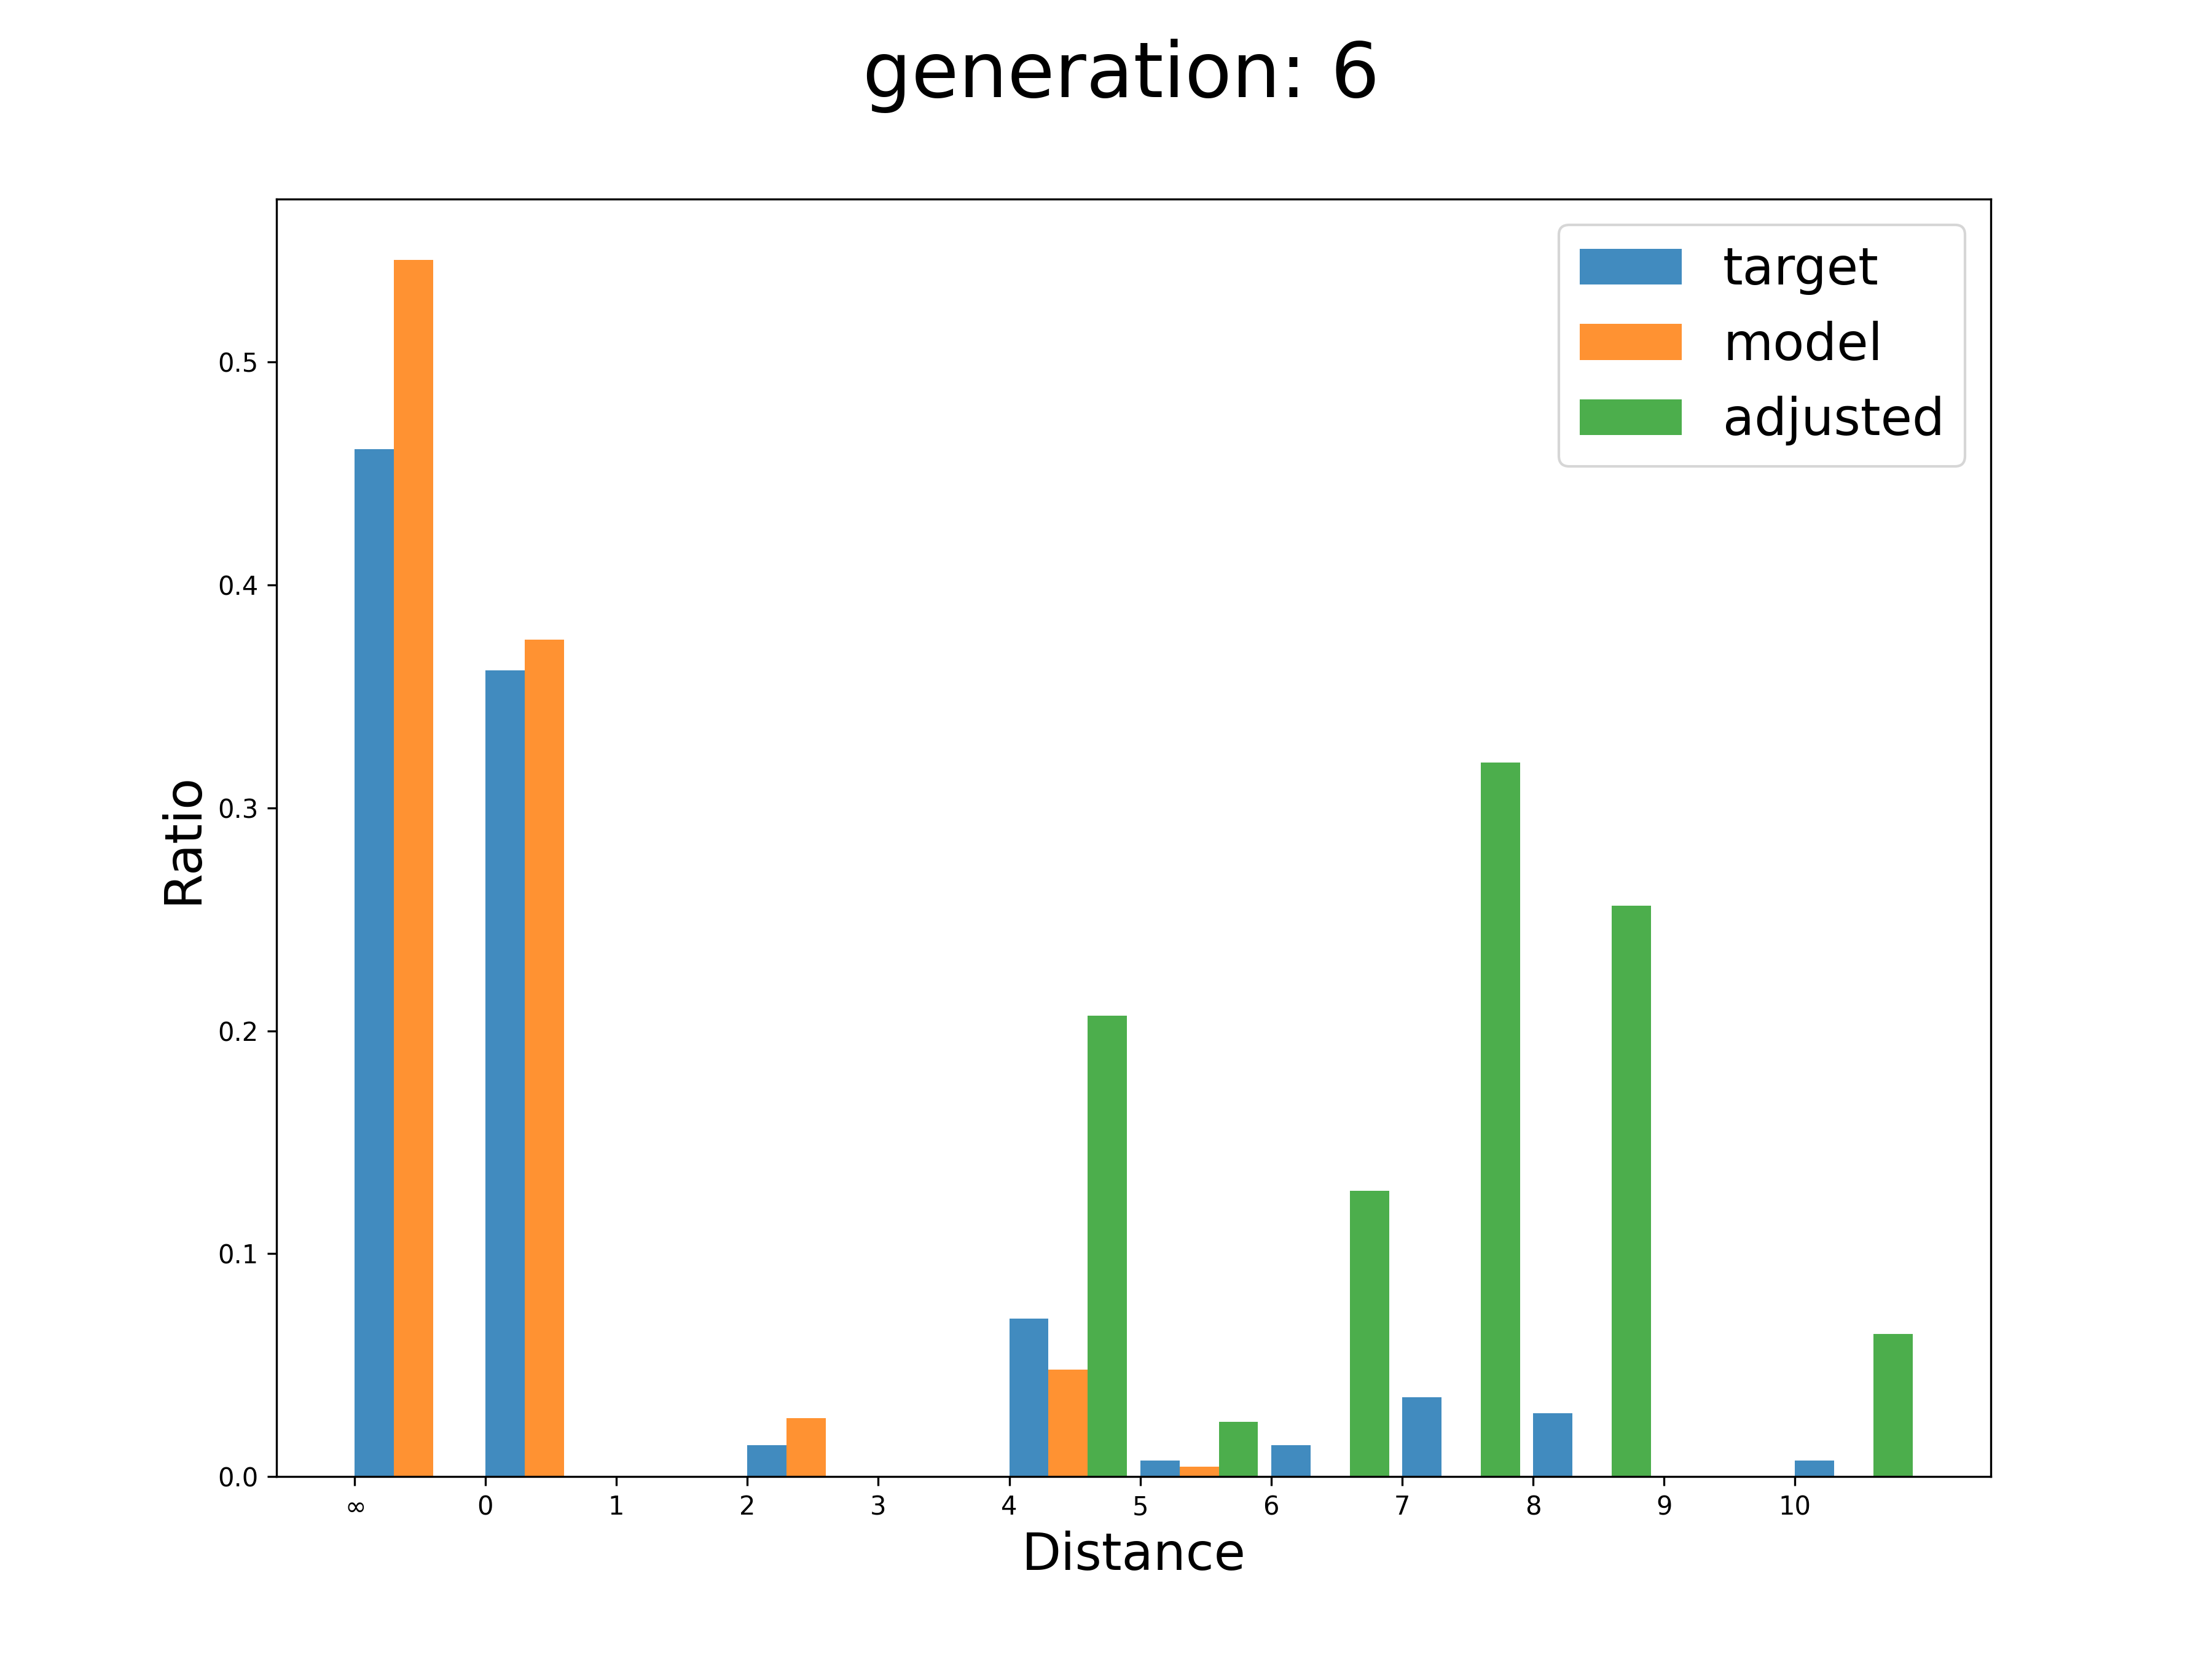 generation: 6
target
model
adjusted
Ratio
0.5
0.4
0.3
0.2
0.1
0.0
∞ 0 1 2 3 4 5 6 7 8 9 10
Distance